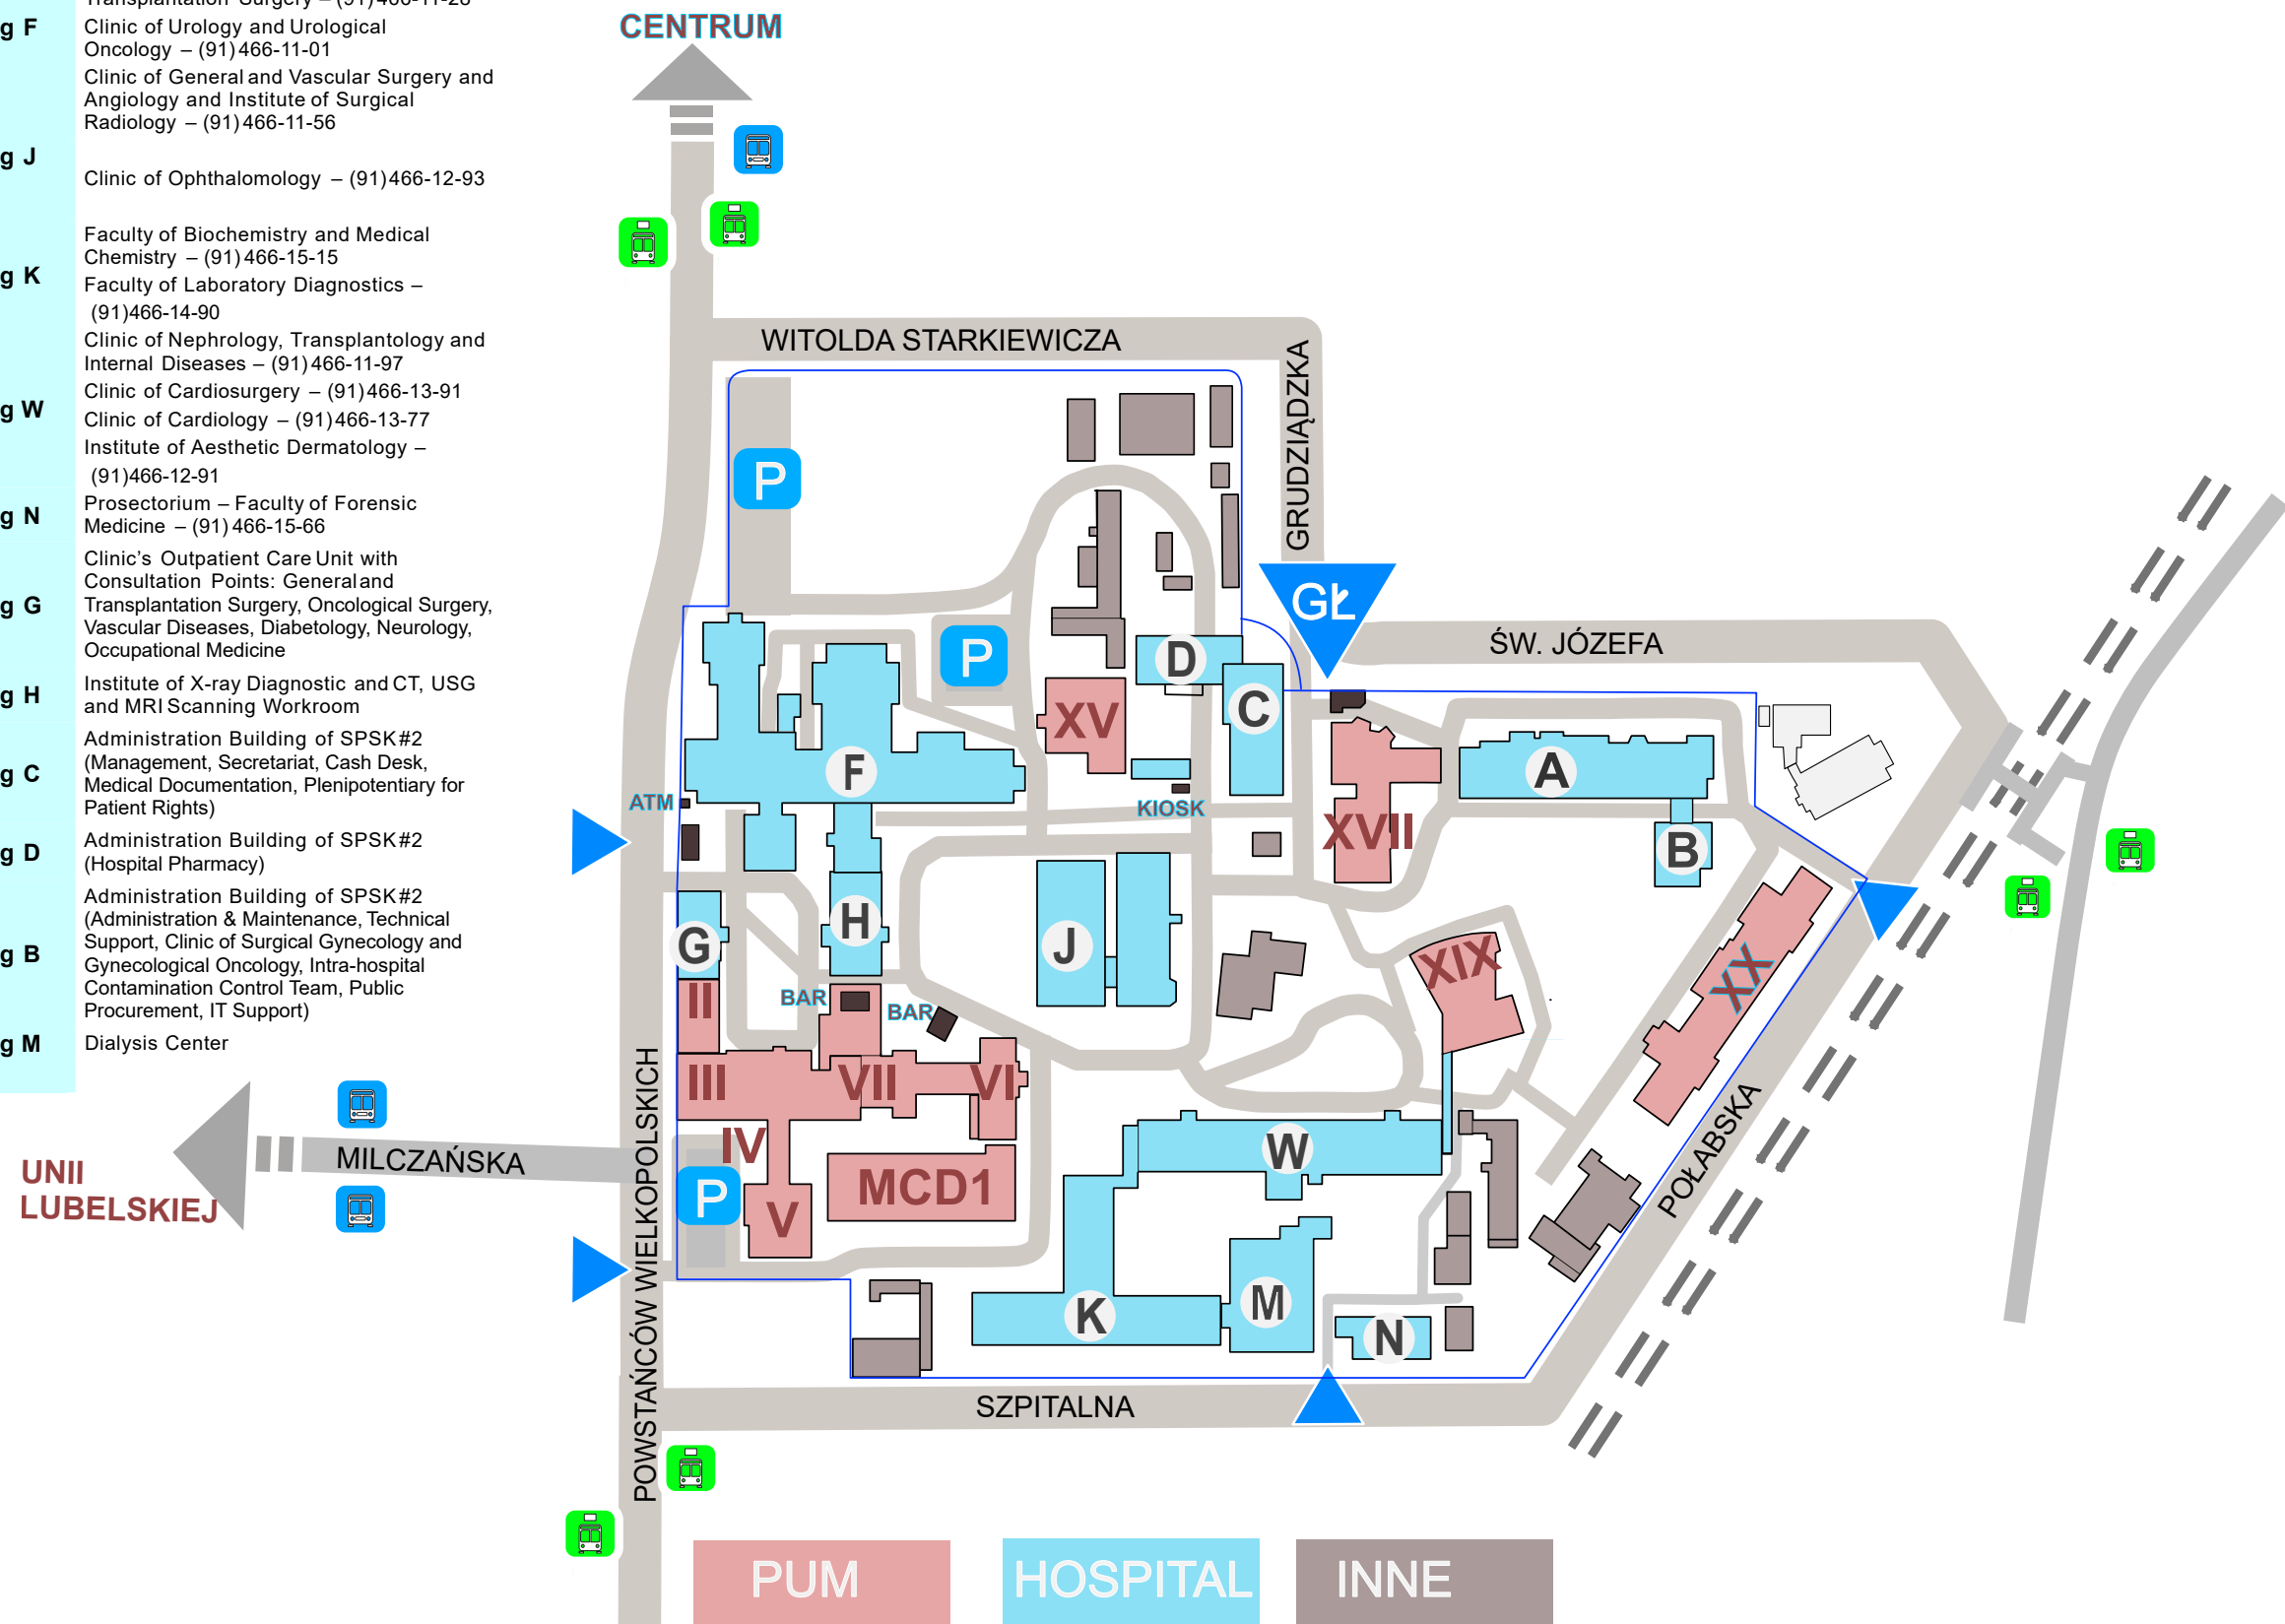 Transplantation Surgery – (91)466-11-28
g F
Clinic of Urology and Urological
Oncology – (91)466-11-01
Clinic of General and Vascular Surgery and
Angiology and Institute of Surgical
Radiology – (91)466-11-56
g J
Clinic of Ophthalomology – (91)466-12-93
Faculty of Biochemistry and Medical
Chemistry – (91)466-15-15
g K
Faculty of Laboratory Diagnostics –
(91)466-14-90
Clinic of Nephrology, Transplantology and
Internal Diseases – (91)466-11-97
Clinic of Cardiosurgery – (91)466-13-91
g W
Clinic of Cardiology – (91)466-13-77
Institute of Aesthetic Dermatology –
(91)466-12-91
g N
Prosectorium – Faculty of Forensic
Medicine – (91)466-15-66
Clinic's Outpatient Care Unit with
Consultation Points: General and
g G
Transplantation Surgery, Oncological Surgery,
Vascular Diseases, Diabetology, Neurology,
Occupational Medicine
g H
Institute of X-ray Diagnostic and CT, USG
and MRI Scanning Workroom
Administration Building of SPSK#2
(Management, Secretariat, Cash Desk,
g C
Medical Documentation, Plenipotentiary for
Patient Rights)
g D
Administration Building of SPSK#2
(Hospital Pharmacy)
Administration Building of SPSK#2
(Administration & Maintenance, Technical
Support, Clinic of Surgical Gynecology and
g B
Gynecological Oncology, Intra-hospital
Contamination Control Team, Public
Procurement, IT Support)
g M
Dialysis Center
CENTRUM
WITOLDA STARKIEWICZA
GRUDZIĄDZKA
P
GŁ
ŚW. JÓZEFA
P
D
C
XV
F
A
ATM
KIOSK
XVII
B
G
H
J
XIX
XX
II
BAR
BAR
III
VII
VI
IV
MILCZAŃSKA
UNII
LUBELSKIEJ
P
V
MCD1
W
POŁABSKA
K
M
N
POWSTAŃCÓW WIELKOPOLSKICH
SZPITALNA
PUM
HOSPITAL
INNE